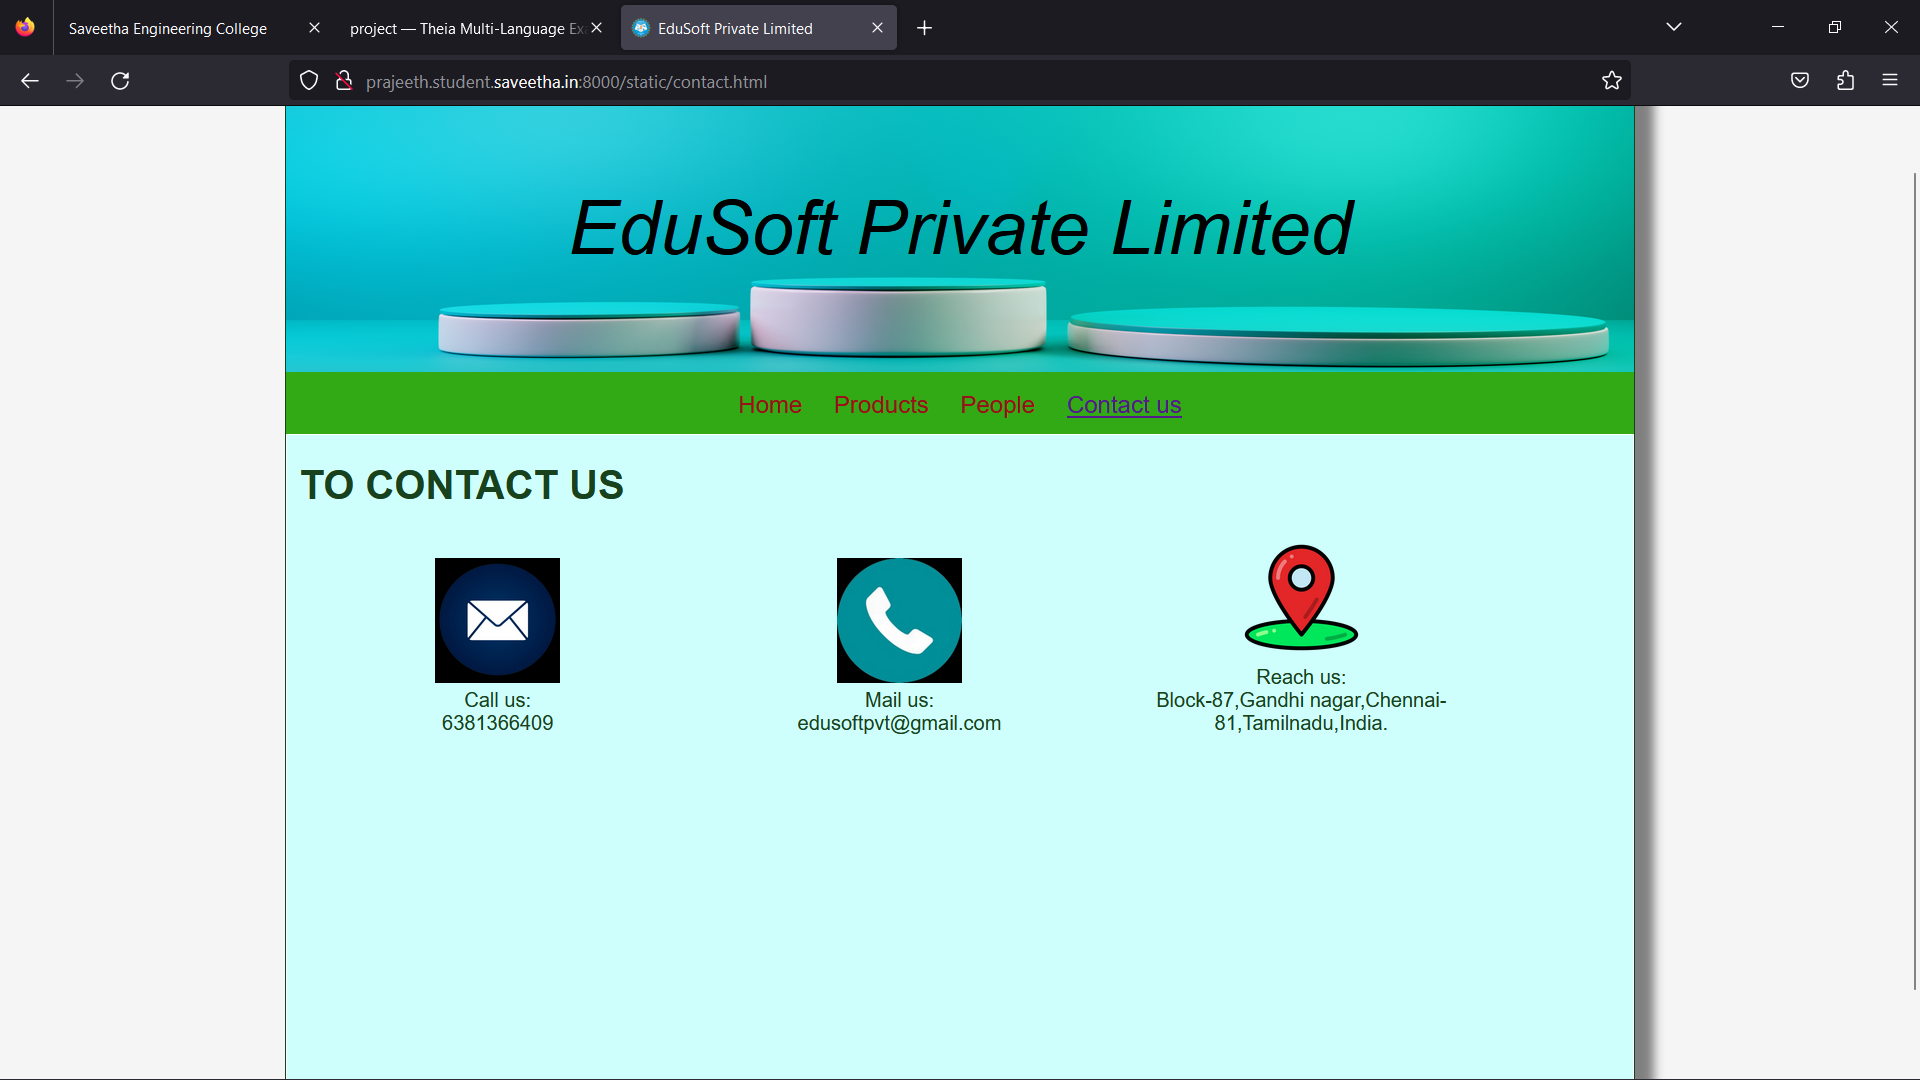 Saveetha Engineering College
project — Theia Multi-Language Ex
EduSoft Private Limited
prajeeth.student.saveetha.in:8000/static/contact.html
EduSoft Private Limited
Home Products People Contact us
TO CONTACT US
Call us:
6381366409
Mail us:
edusoftpvt@gmail.com
Reach us:
Block-87,Gandhi nagar,Chennai-
81,Tamilnadu,India.